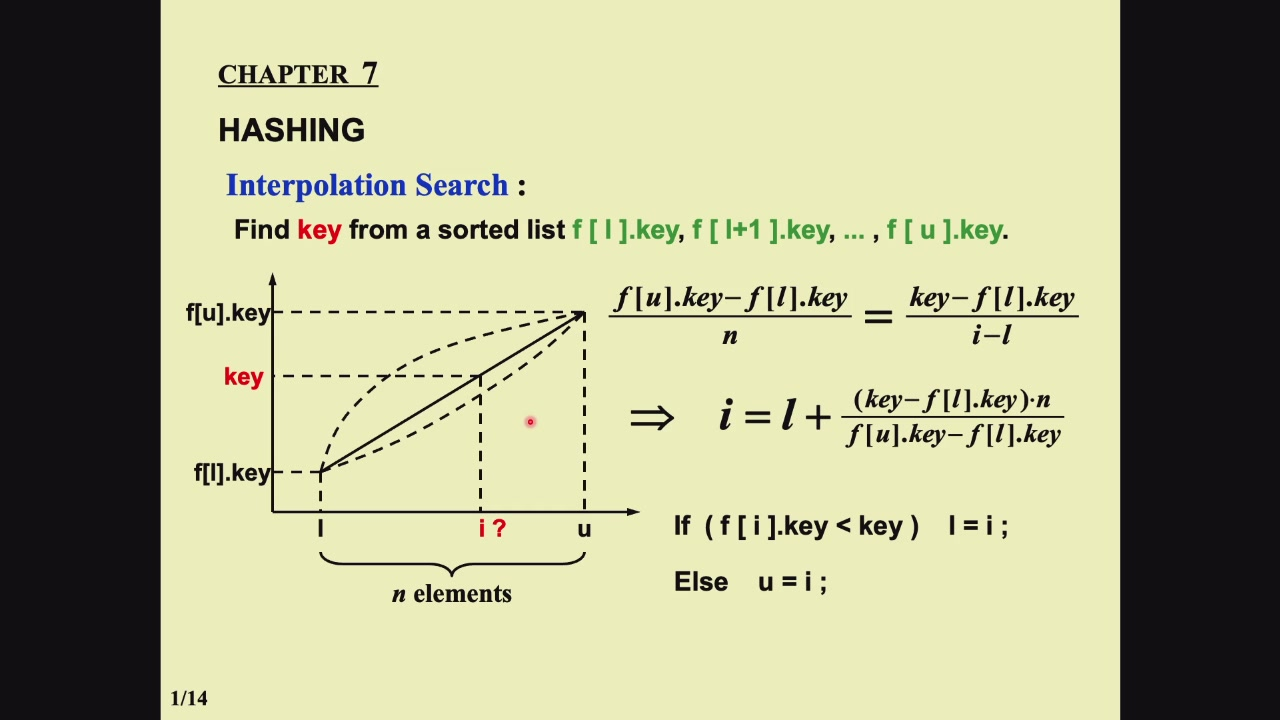 CHAPTER 7
HASHING
Interpolation Search :
Find key from a sorted list f [ l ].key, f [ l+1 ].key, ... , f [ u ].key.
f[u].key
key
f[l].key
l
i ?
u
n elements
f[u].key−f[l].key
n
=
key−f[l].key
i−l
⇒ i = l + (key−f[l].key)·n
f[u].key−f[l].key
If ( f [ i ].key < key ) l = i ;
Else u = i ;
1/14